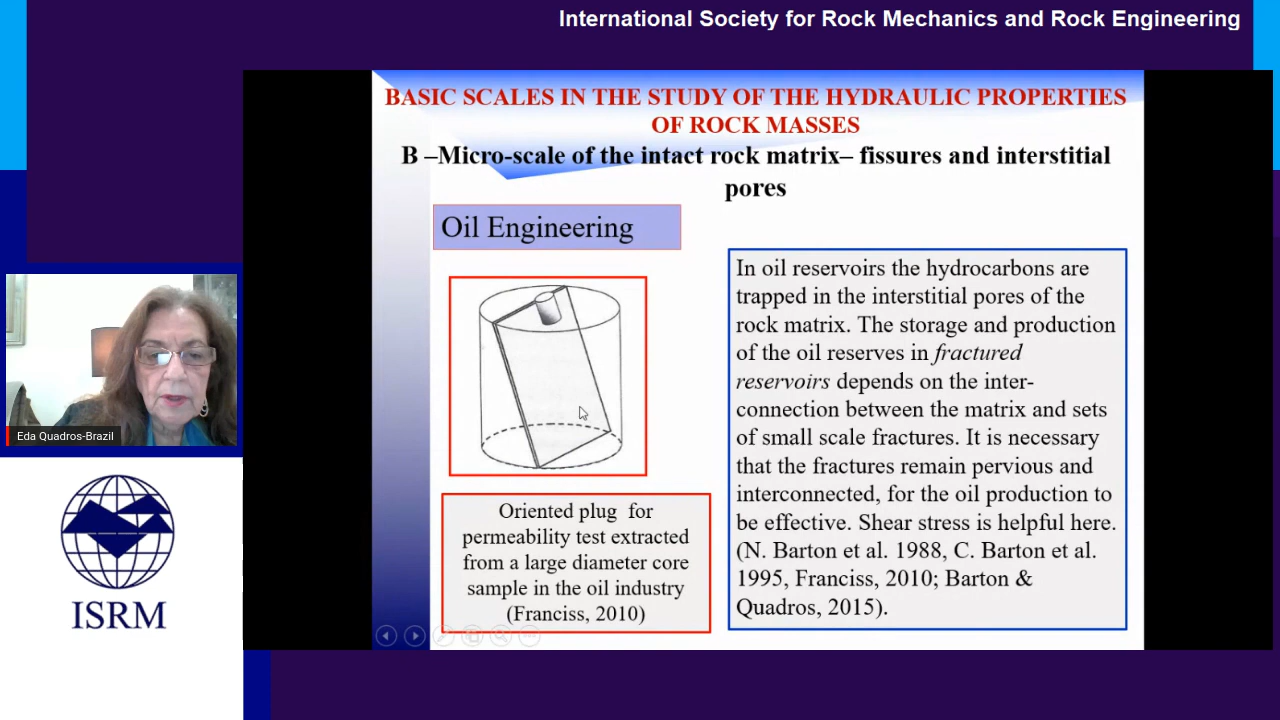 International Society for Rock Mechanics and Rock Engineering
BASIC SCALES IN THE STUDY OF THE HYDRAULIC PROPERTIES
OF ROCK MASSES
B –Micro-scale of the intact rock matrix– fissures and interstitial
pores
Oil Engineering
Oriented plug for
permeability test extracted
from a large diameter core
sample in the oil industry
(Franciss, 2010)
In oil reservoirs the hydrocarbons are
trapped in the interstitial pores of the
rock matrix. The storage and production
of the oil reserves in fractured
reservoirs depends on the inter-
connection between the matrix and sets
of small scale fractures. It is necessary
that the fractures remain pervious and
interconnected, for the oil production to
be effective. Shear stress is helpful here.
(N. Barton et al. 1988, C. Barton et al.
1995, Franciss, 2010; Barton &
Quadros, 2015).
Eda Quadros-Brazil
ISRM